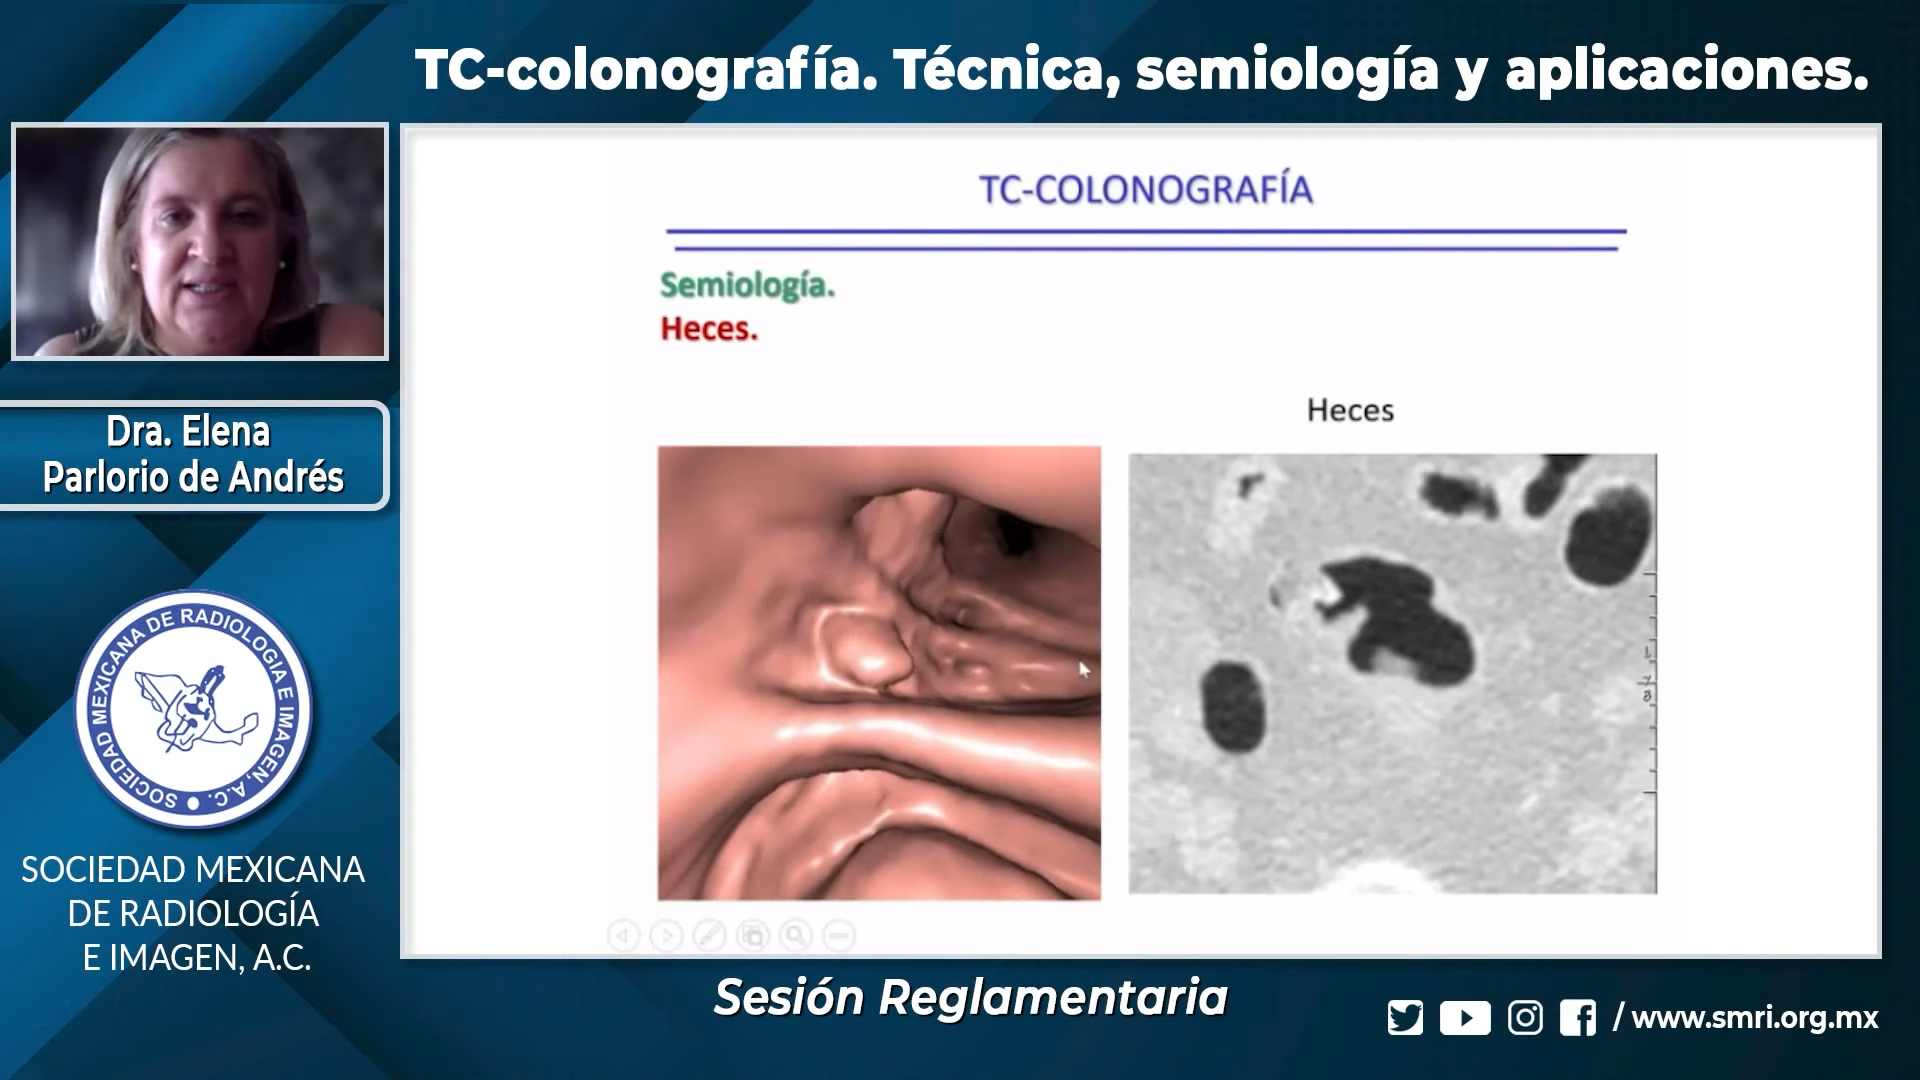 TC-colonografía. Técnica, semiología y aplicaciones.
TC-COLONOGRAFÍA
Semiología.
Heces.
Heces
Dra. Elena
Parlorio de Andrés
SOCIEDAD MEXICANA DE RADIOLOGIA E IMAGEN, A.C.
SOCIEDAD MEXICANA
DE RADIOLOGÍA
E IMAGEN, A.C.
Sesión Reglamentaria
/ www.smri.org.mx